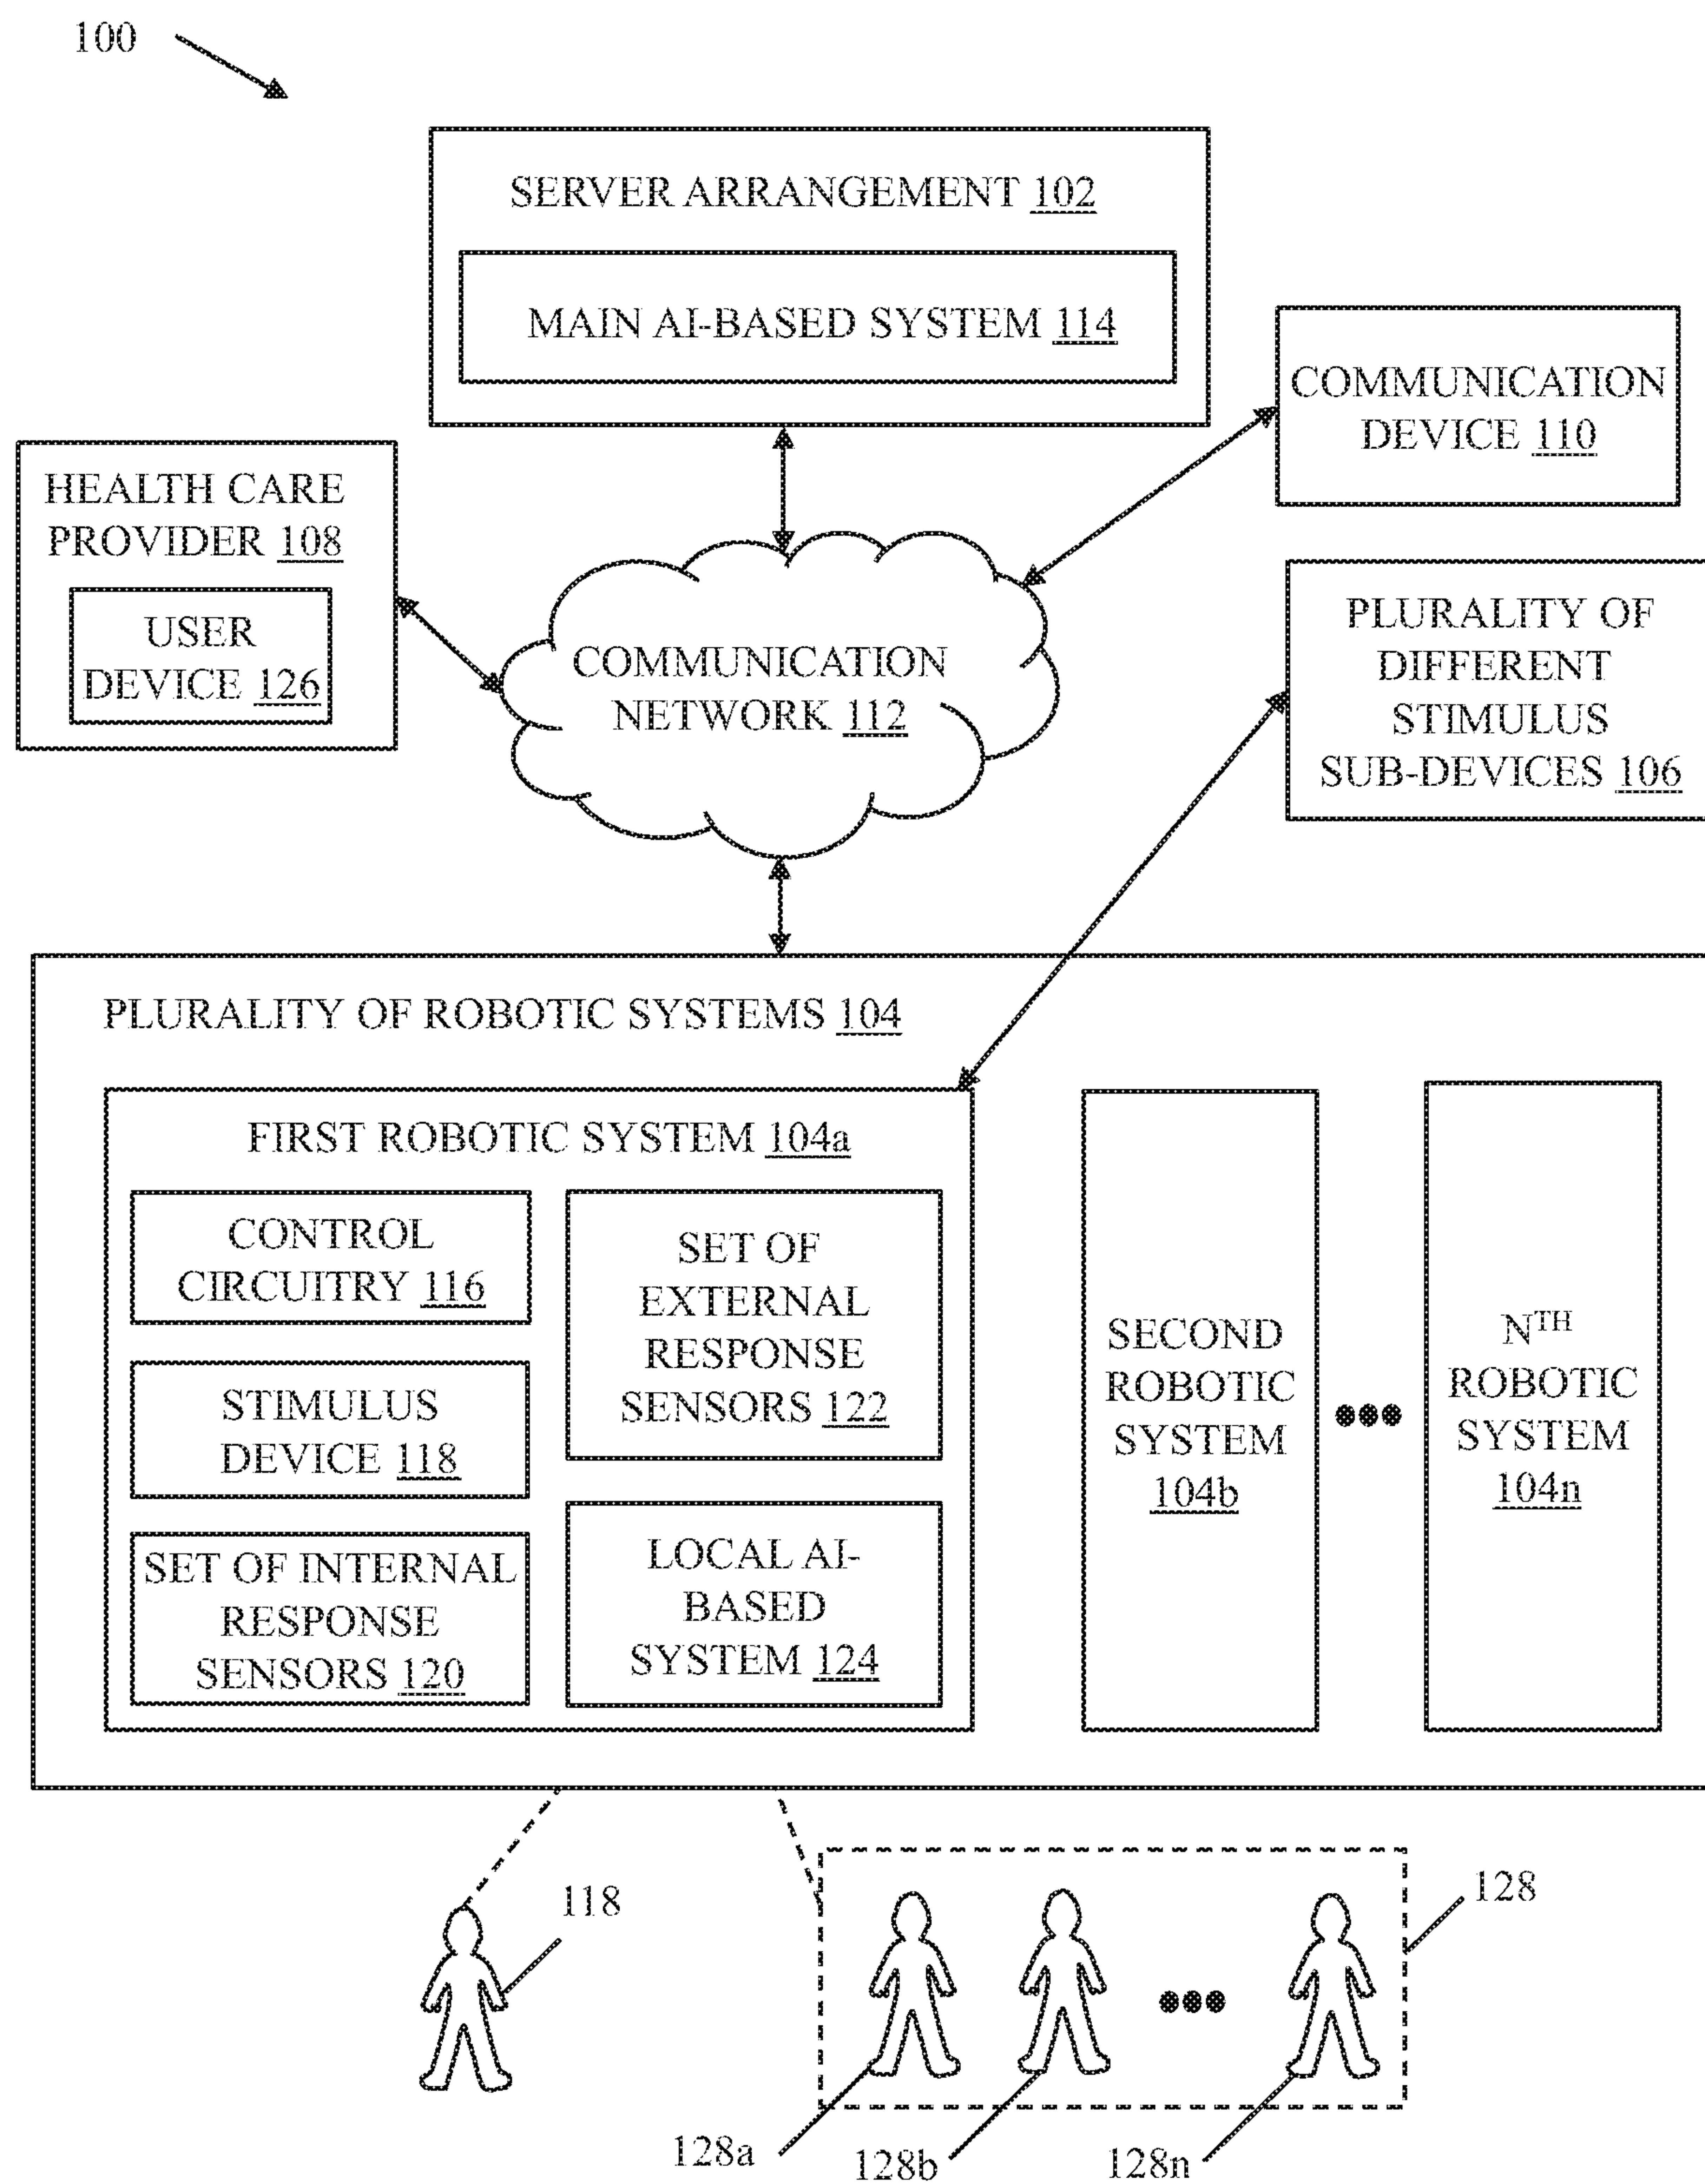 100
SERVER ARRANGEMENT 102
MAIN AI-BASED SYSTEM 114
COMMUNICATION
DEVICE 110
HEALTH CARE
PROVIDER 108
USER
DEVICE 126
COMMUNICATION
NETWORK 112
PLURALITY OF
DIFFERENT
STIMULUS
SUB-DEVICES 106
PLURALITY OF ROBOTIC SYSTEMS 104
FIRST ROBOTIC SYSTEM 104a
CONTROL
CIRCUITRY 116
STIMULUS
DEVICE 118
SET OF INTERNAL
RESPONSE
SENSORS 120
SET OF
EXTERNAL
RESPONSE
SENSORS 122
LOCAL AI-
BASED
SYSTEM 124
SECOND
ROBOTIC
SYSTEM
104b
NTH
ROBOTIC
SYSTEM
104n
118
128
128a
128b
128n